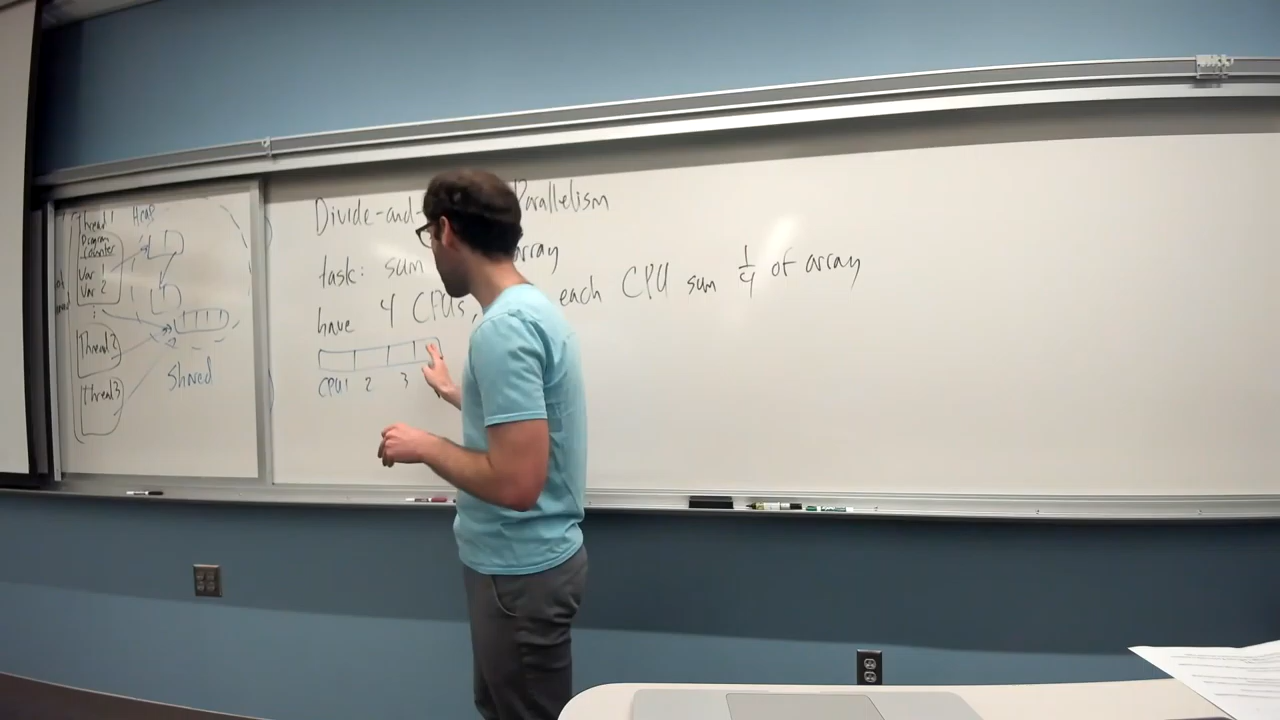 Thread 1
Heap
Program
Counter
Var 1
Var 2
Thread 2
Thread 3
Shared
Divide-and- Parallelism
task: sum array
have 4 CPUs, each CPU sum 1/4 of array
CPU1 2 3